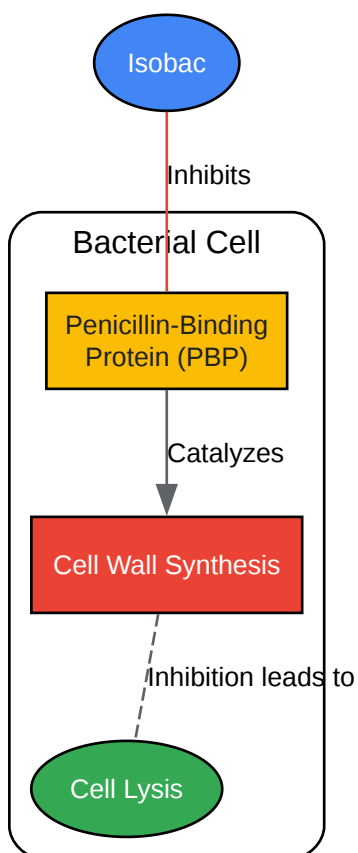 Isobac
Inhibits
Bacterial Cell
Penicillin-Binding
Protein (PBP)
Catalyzes
Cell Wall Synthesis
Inhibition leads to
Cell Lysis